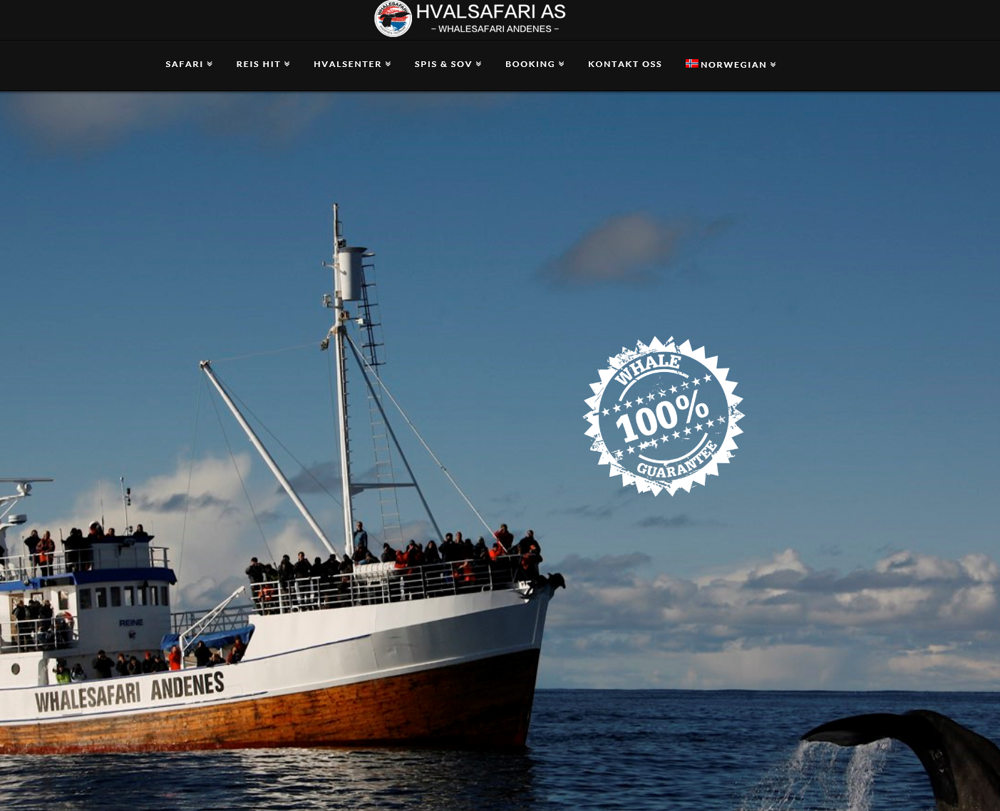 HVALSAFARI AS
– WHALESAFARI ANDENES –
SAFARI REIS HIT HVALSENTER SPIS & SOV BOOKING KONTAKT OSS NORWEGIAN
WHALE
100%
GUARANTEE
REINE
WHALESAFARI ANDENES